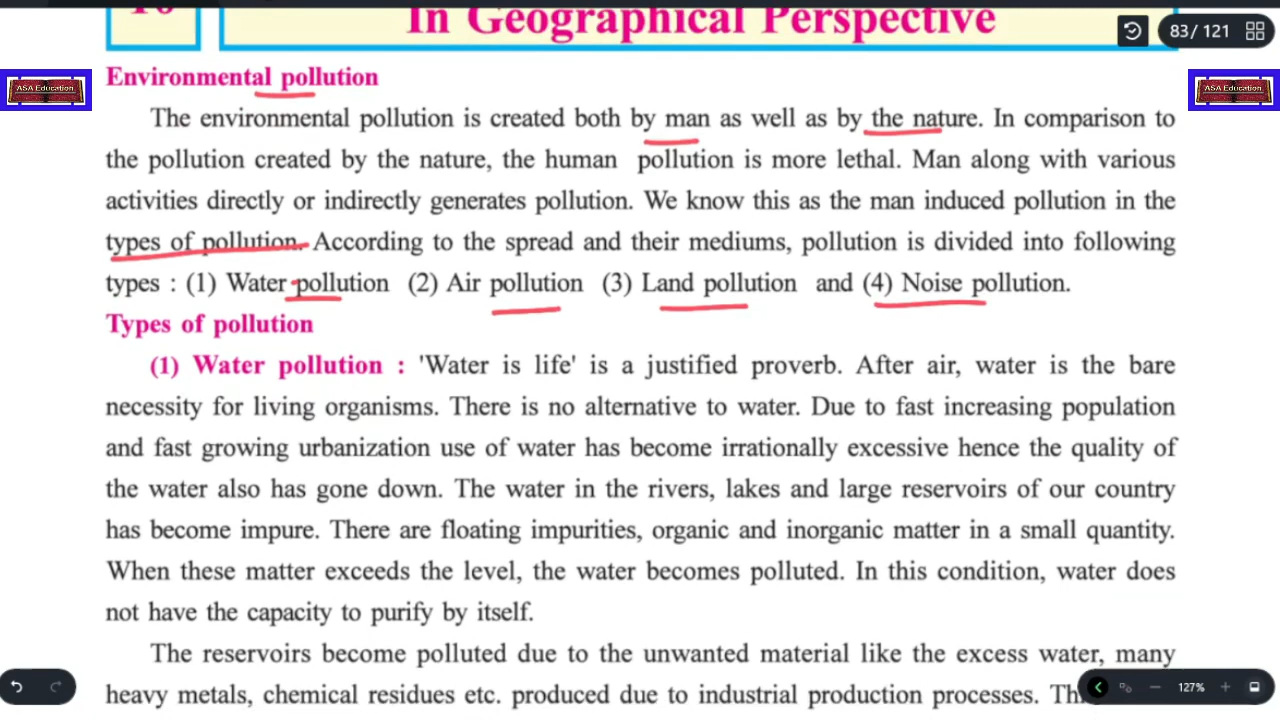 In Geographical Perspective
83/ 121
Environmental pollution
ASA Education
ASA Education
The environmental pollution is created both by man as well as by the nature. In comparison to
the pollution created by the nature, the human pollution is more lethal. Man along with various
activities directly or indirectly generates pollution. We know this as the man induced pollution in the
types of pollution. According to the spread and their mediums, pollution is divided into following
types : (1) Water pollution (2) Air pollution (3) Land pollution and (4) Noise pollution.
Types of pollution
(1) Water pollution : 'Water is life' is a justified proverb. After air, water is the bare
necessity for living organisms. There is no alternative to water. Due to fast increasing population
and fast growing urbanization use of water has become irrationally excessive hence the quality of
the water also has gone down. The water in the rivers, lakes and large reservoirs of our country
has become impure. There are floating impurities, organic and inorganic matter in a small quantity.
When these matter exceeds the level, the water becomes polluted. In this condition, water does
not have the capacity to purify by itself.
The reservoirs become polluted due to the unwanted material like the excess water, many
heavy metals, chemical residues etc. produced due to industrial production processes.
127%